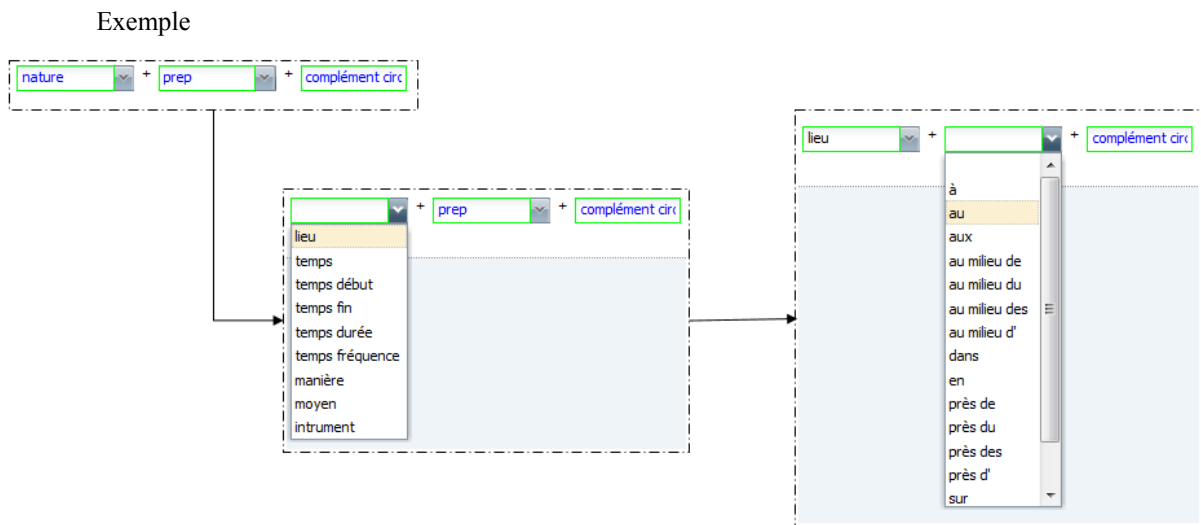 Exemple
nature + prep + complément circ
+ prep + complément circ
lieu
temps
temps début
temps fin
temps durée
temps fréquence
manière
moyen
intrument
lieu + + complément circ
à
au
aux
au milieu de
au milieu du
au milieu des
au milieu d'
dans
en
près de
près du
près des
près d'
sur